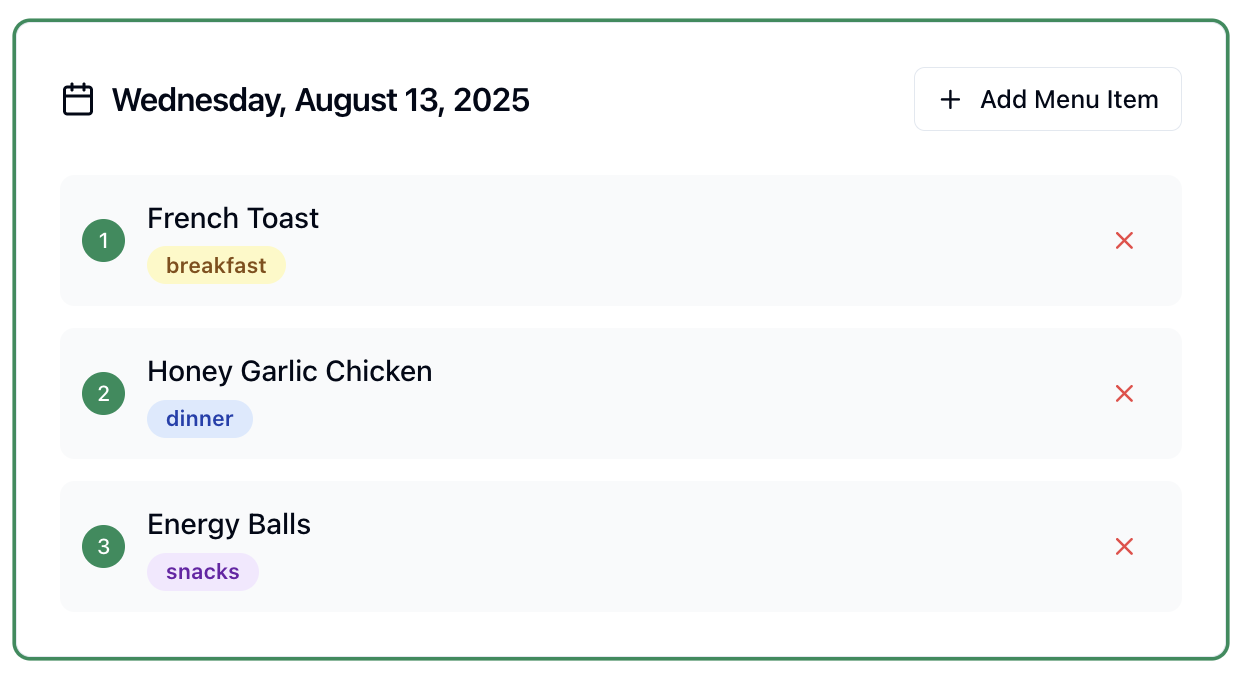 Wednesday, August 13, 2025
Add Menu Item
1
French Toast
breakfast
2
Honey Garlic Chicken
dinner
3
Energy Balls
snacks